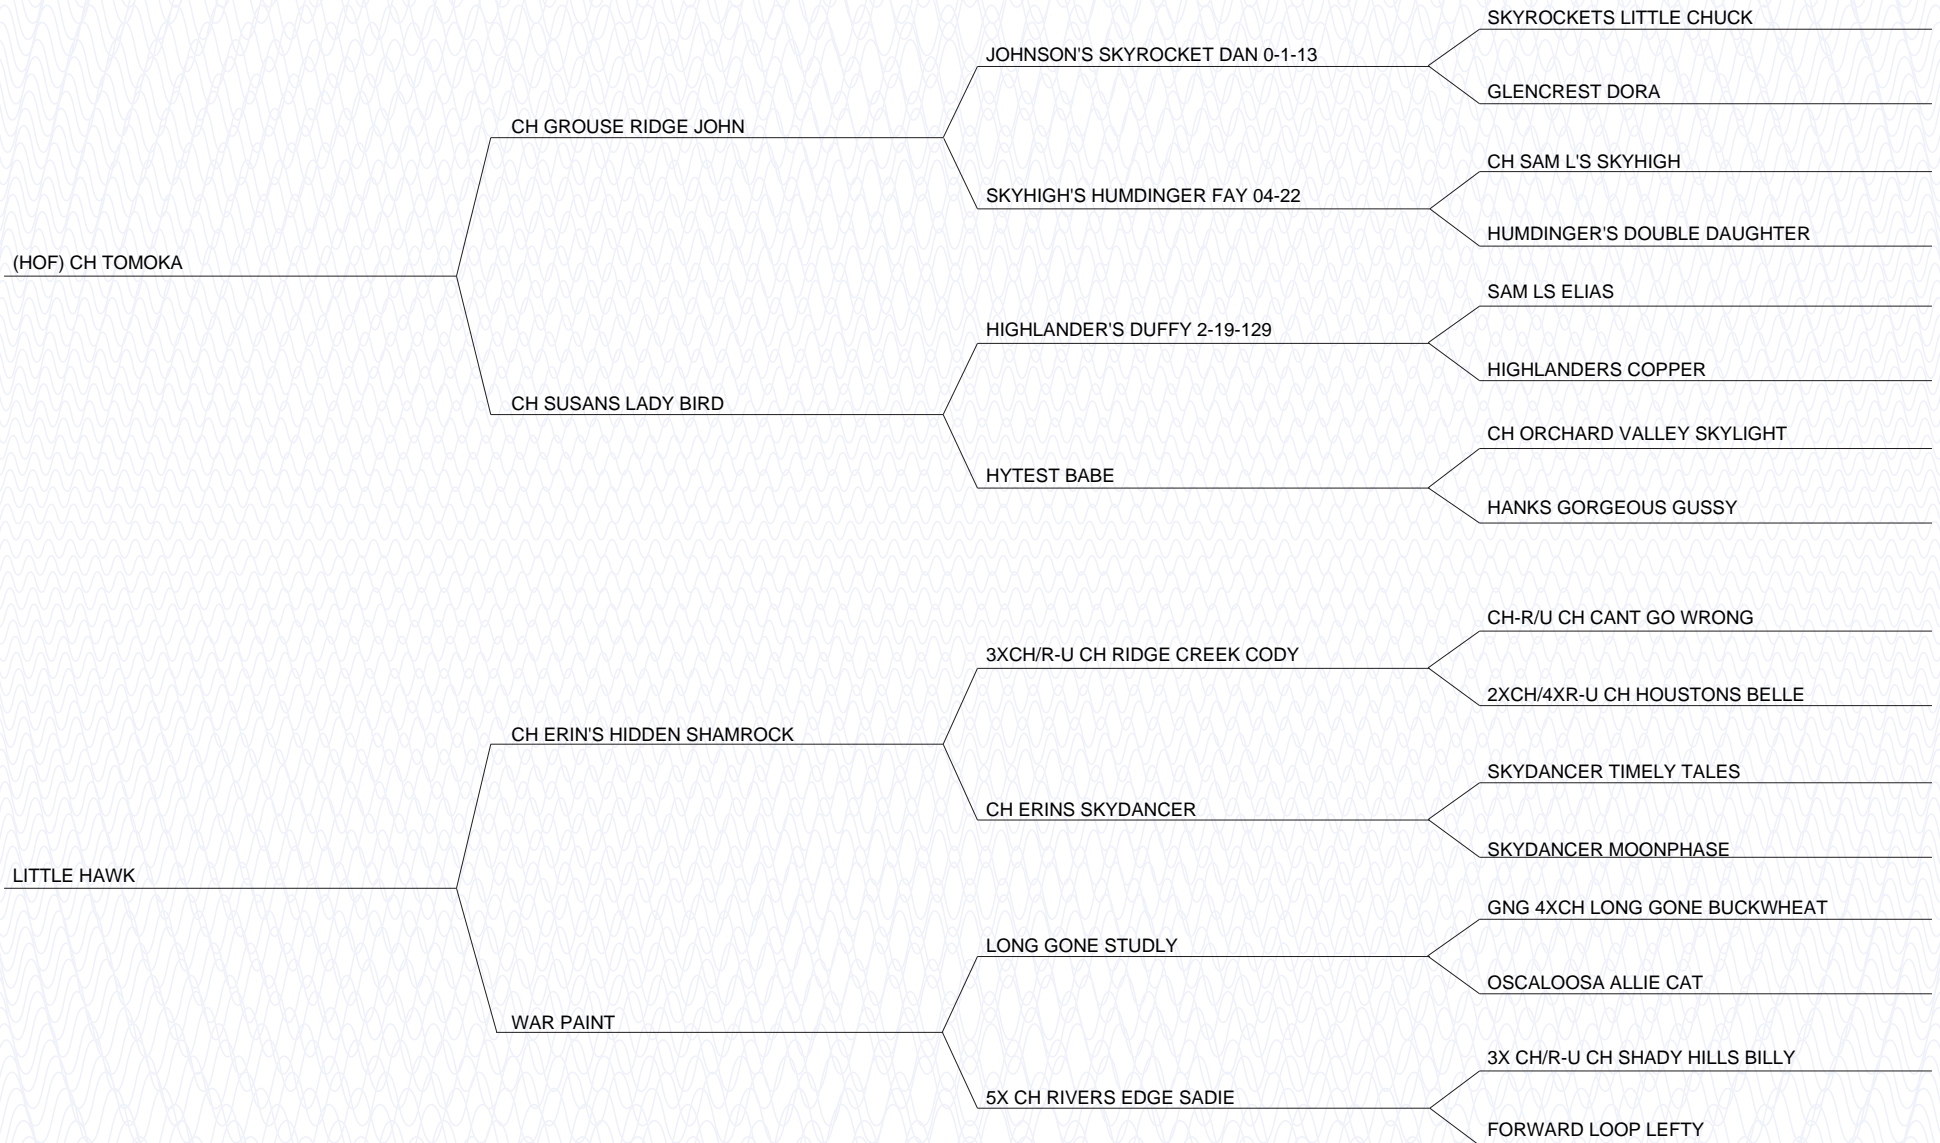 SKYROCKETS LITTLE CHUCK
JOHNSON'S SKYROCKET DAN 0-1-13
GLENCREST DORA
CH GROUSE RIDGE JOHN
CH SAM L'S SKYHIGH
SKYHIGH'S HUMDINGER FAY 04-22
HUMDINGER'S DOUBLE DAUGHTER
(HOF) CH TOMOKA
SAM LS ELIAS
HIGHLANDER'S DUFFY 2-19-129
HIGHLANDERS COPPER
CH SUSANS LADY BIRD
CH ORCHARD VALLEY SKYLIGHT
HYTEST BABE
HANKS GORGEOUS GUSSY
CH-R/U CH CANT GO WRONG
3XCH/R-U CH RIDGE CREEK CODY
2XCH/4XR-U CH HOUSTONS BELLE
CH ERIN'S HIDDEN SHAMROCK
SKYDANCER TIMELY TALES
CH ERINS SKYDANCER
SKYDANCER MOONPHASE
LITTLE HAWK
GNG 4XCH LONG GONE BUCKWHEAT
LONG GONE STUDLY
OSCALOOSA ALLIE CAT
WAR PAINT
3X CH/R-U CH SHADY HILLS BILLY
5X CH RIVERS EDGE SADIE
FORWARD LOOP LEFTY